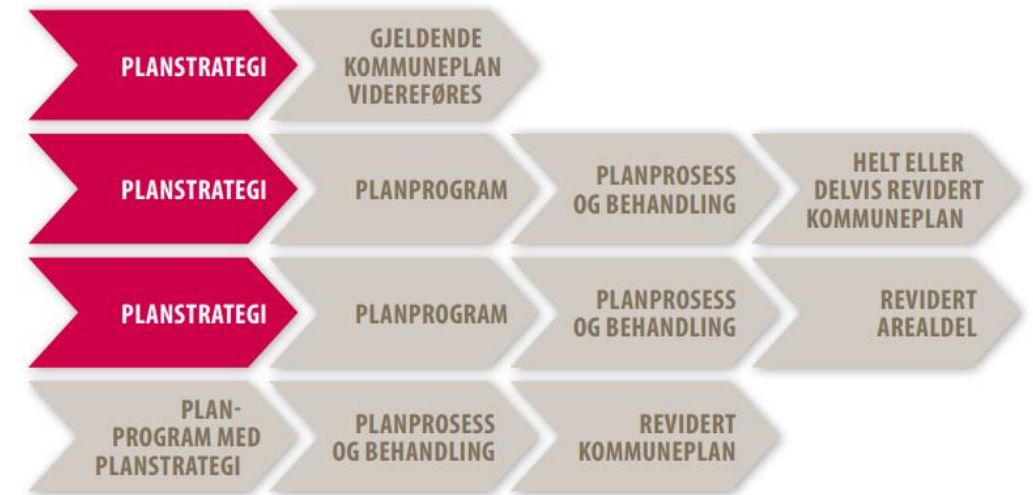 PLANSTRATEGI
GJELDENDE
KOMMUNEPLAN
VIDEREFØRES
PLANSTRATEGI
PLANPROGRAM
PLANPROSESS
OG BEHANDLING
HELT ELLER
DELVIS REVIDERT
KOMMUNEPLAN
PLANSTRATEGI
PLANPROGRAM
PLANPROSESS
OG BEHANDLING
REVIDERT
AREALDEL
PLAN-
PROGRAM MED
PLANSTRATEGI
PLANPROSESS
OG BEHANDLING
REVIDERT
KOMMUNEPLAN